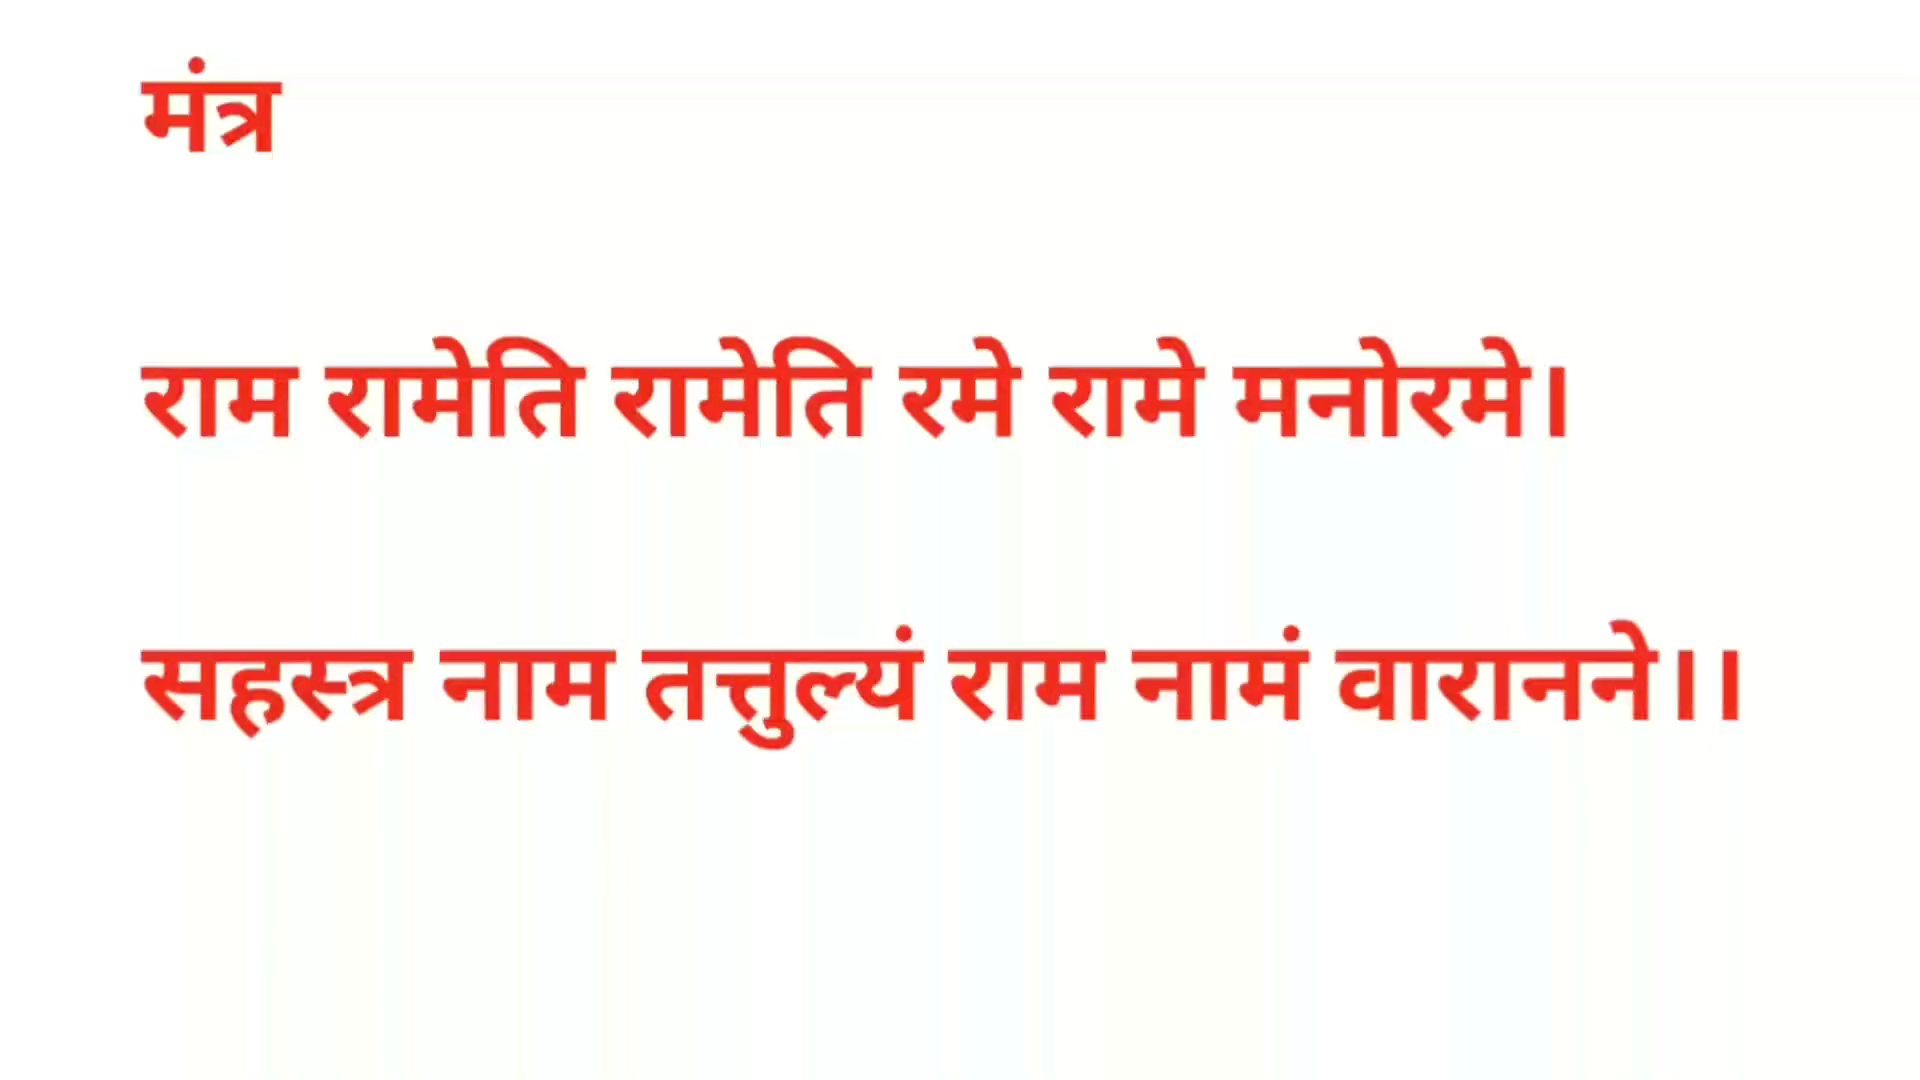 मंत्र
राम रामेति रामेति रमे रामे मनोरमे।
सहस्त्र नाम तत्तुल्यं राम नामं वारानने।।